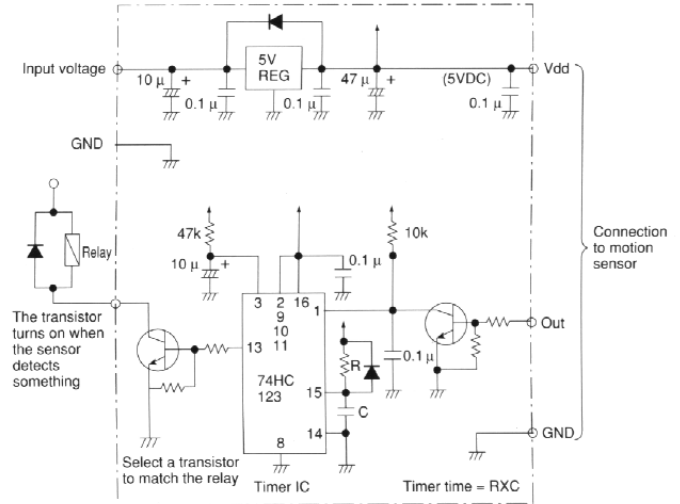 Input voltage
10 μ
+
0.1 μ
5V
REG
0.1 μ
47 μ
+
(5VDC)
0.1 μ
Vdd
GND
Relay
47k
10 μ
+
0.1 μ
10k
Connection
to motion
sensor
3
2
16
9
10
11
1
13
74HC
123
15
14
8
R
C
0.1 μ
Out
GND
The transistor
turns on when
the sensor
detects
something
Select a transistor
to match the relay
Timer IC
Timer time = RXC